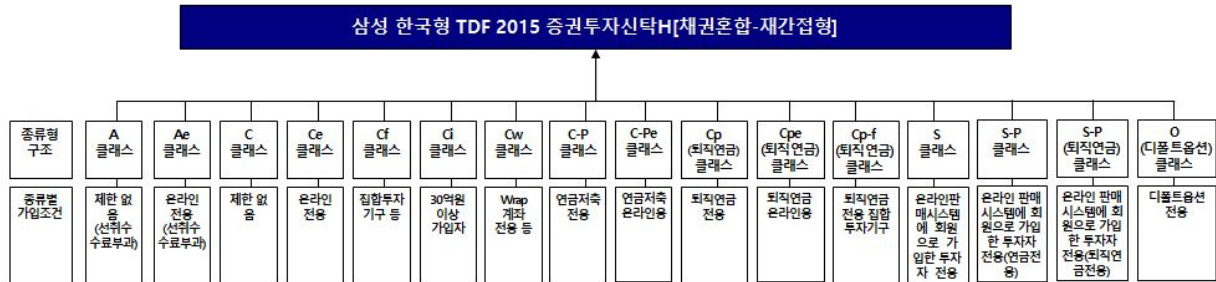 삼성 한국형 TDF 2015 증권투자신탁H[채권혼합-재간접형]
종류형
구조
A
클래스
Ae
클래스
C
클래스
Ce
클래스
Cf
클래스
Ci
클래스
Cw
클래스
C-P
클래스
C-Pe
클래스
Cp
(퇴직연금)
클래스
Cpe
(퇴직연금)
클래스
Cp-f
(퇴직연금)
클래스
S
클래스
S-P
클래스
S-P
(퇴직연금)
클래스
O
(디폴트옵션)
클래스
종류별
가입조건
제한 없
음
(선취수
수료부과)
온라인
전용
(선취수
수료부과)
제한 없
음
온라인
전용
집합투자
기구 등
30억원
이상
가입자
Wrap
계좌
전용 등
연금저축
전용
연금저축
온라인용
퇴직연금
전용
퇴직연금
온라인용
퇴직연금
전용 집합
투자기구
온라인판
매시스템
에 회원
으로 가
입한 투자
자 전용
온라인 판매
시스템에 회
원으로 가입
한 투자자
전용(연금전
용)
온라인 판매
시스템에 회
원으로 가입
한 투자자
전용(퇴직연
금전용)
디폴트옵션
전용